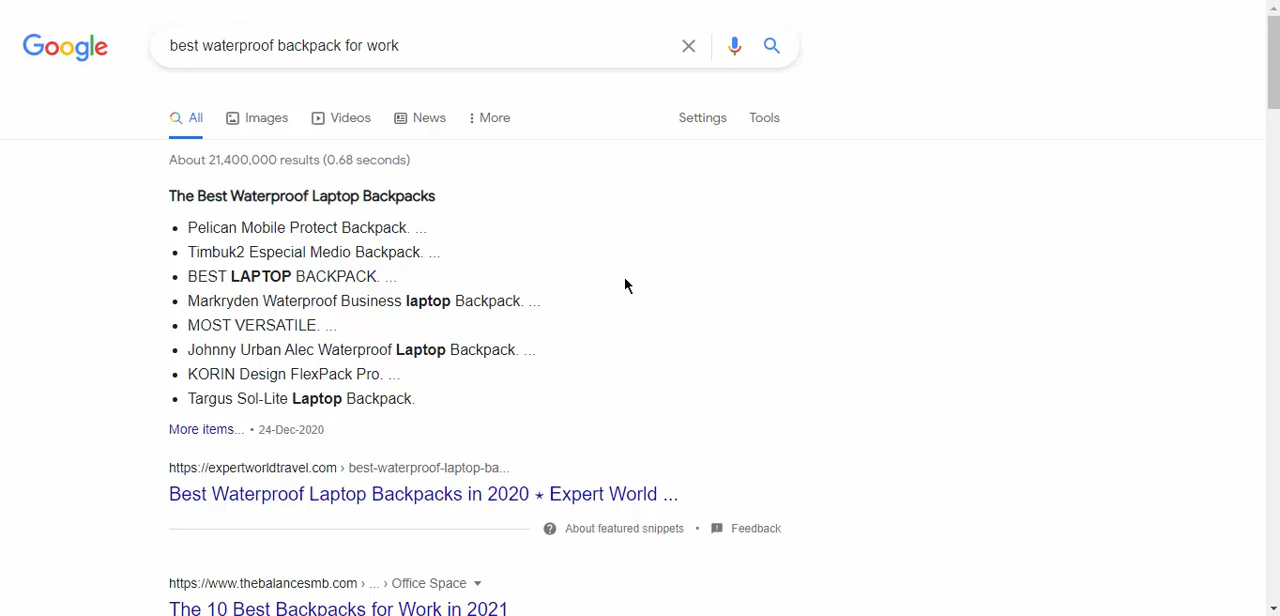 Google
best waterproof backpack for work
All Images Videos News More Settings Tools
About 21,400,000 results (0.68 seconds)
The Best Waterproof Laptop Backpacks
• Pelican Mobile Protect Backpack. ...
• Timbuk2 Especial Medio Backpack. ...
• BEST LAPTOP BACKPACK. ...
• Markryden Waterproof Business laptop Backpack. ...
• MOST VERSATILE. ...
• Johnny Urban Alec Waterproof Laptop Backpack. ...
• KORIN Design FlexPack Pro. ...
• Targus Sol-Lite Laptop Backpack.
More items... • 24-Dec-2020
https://expertworldtravel.com › best-waterproof-laptop-ba...
Best Waterproof Laptop Backpacks in 2020 ⋆ Expert World ...
About featured snippets • Feedback
https://www.thebalancesmb.com › ... › Office Space
The 10 Best Backpacks for Work in 2021